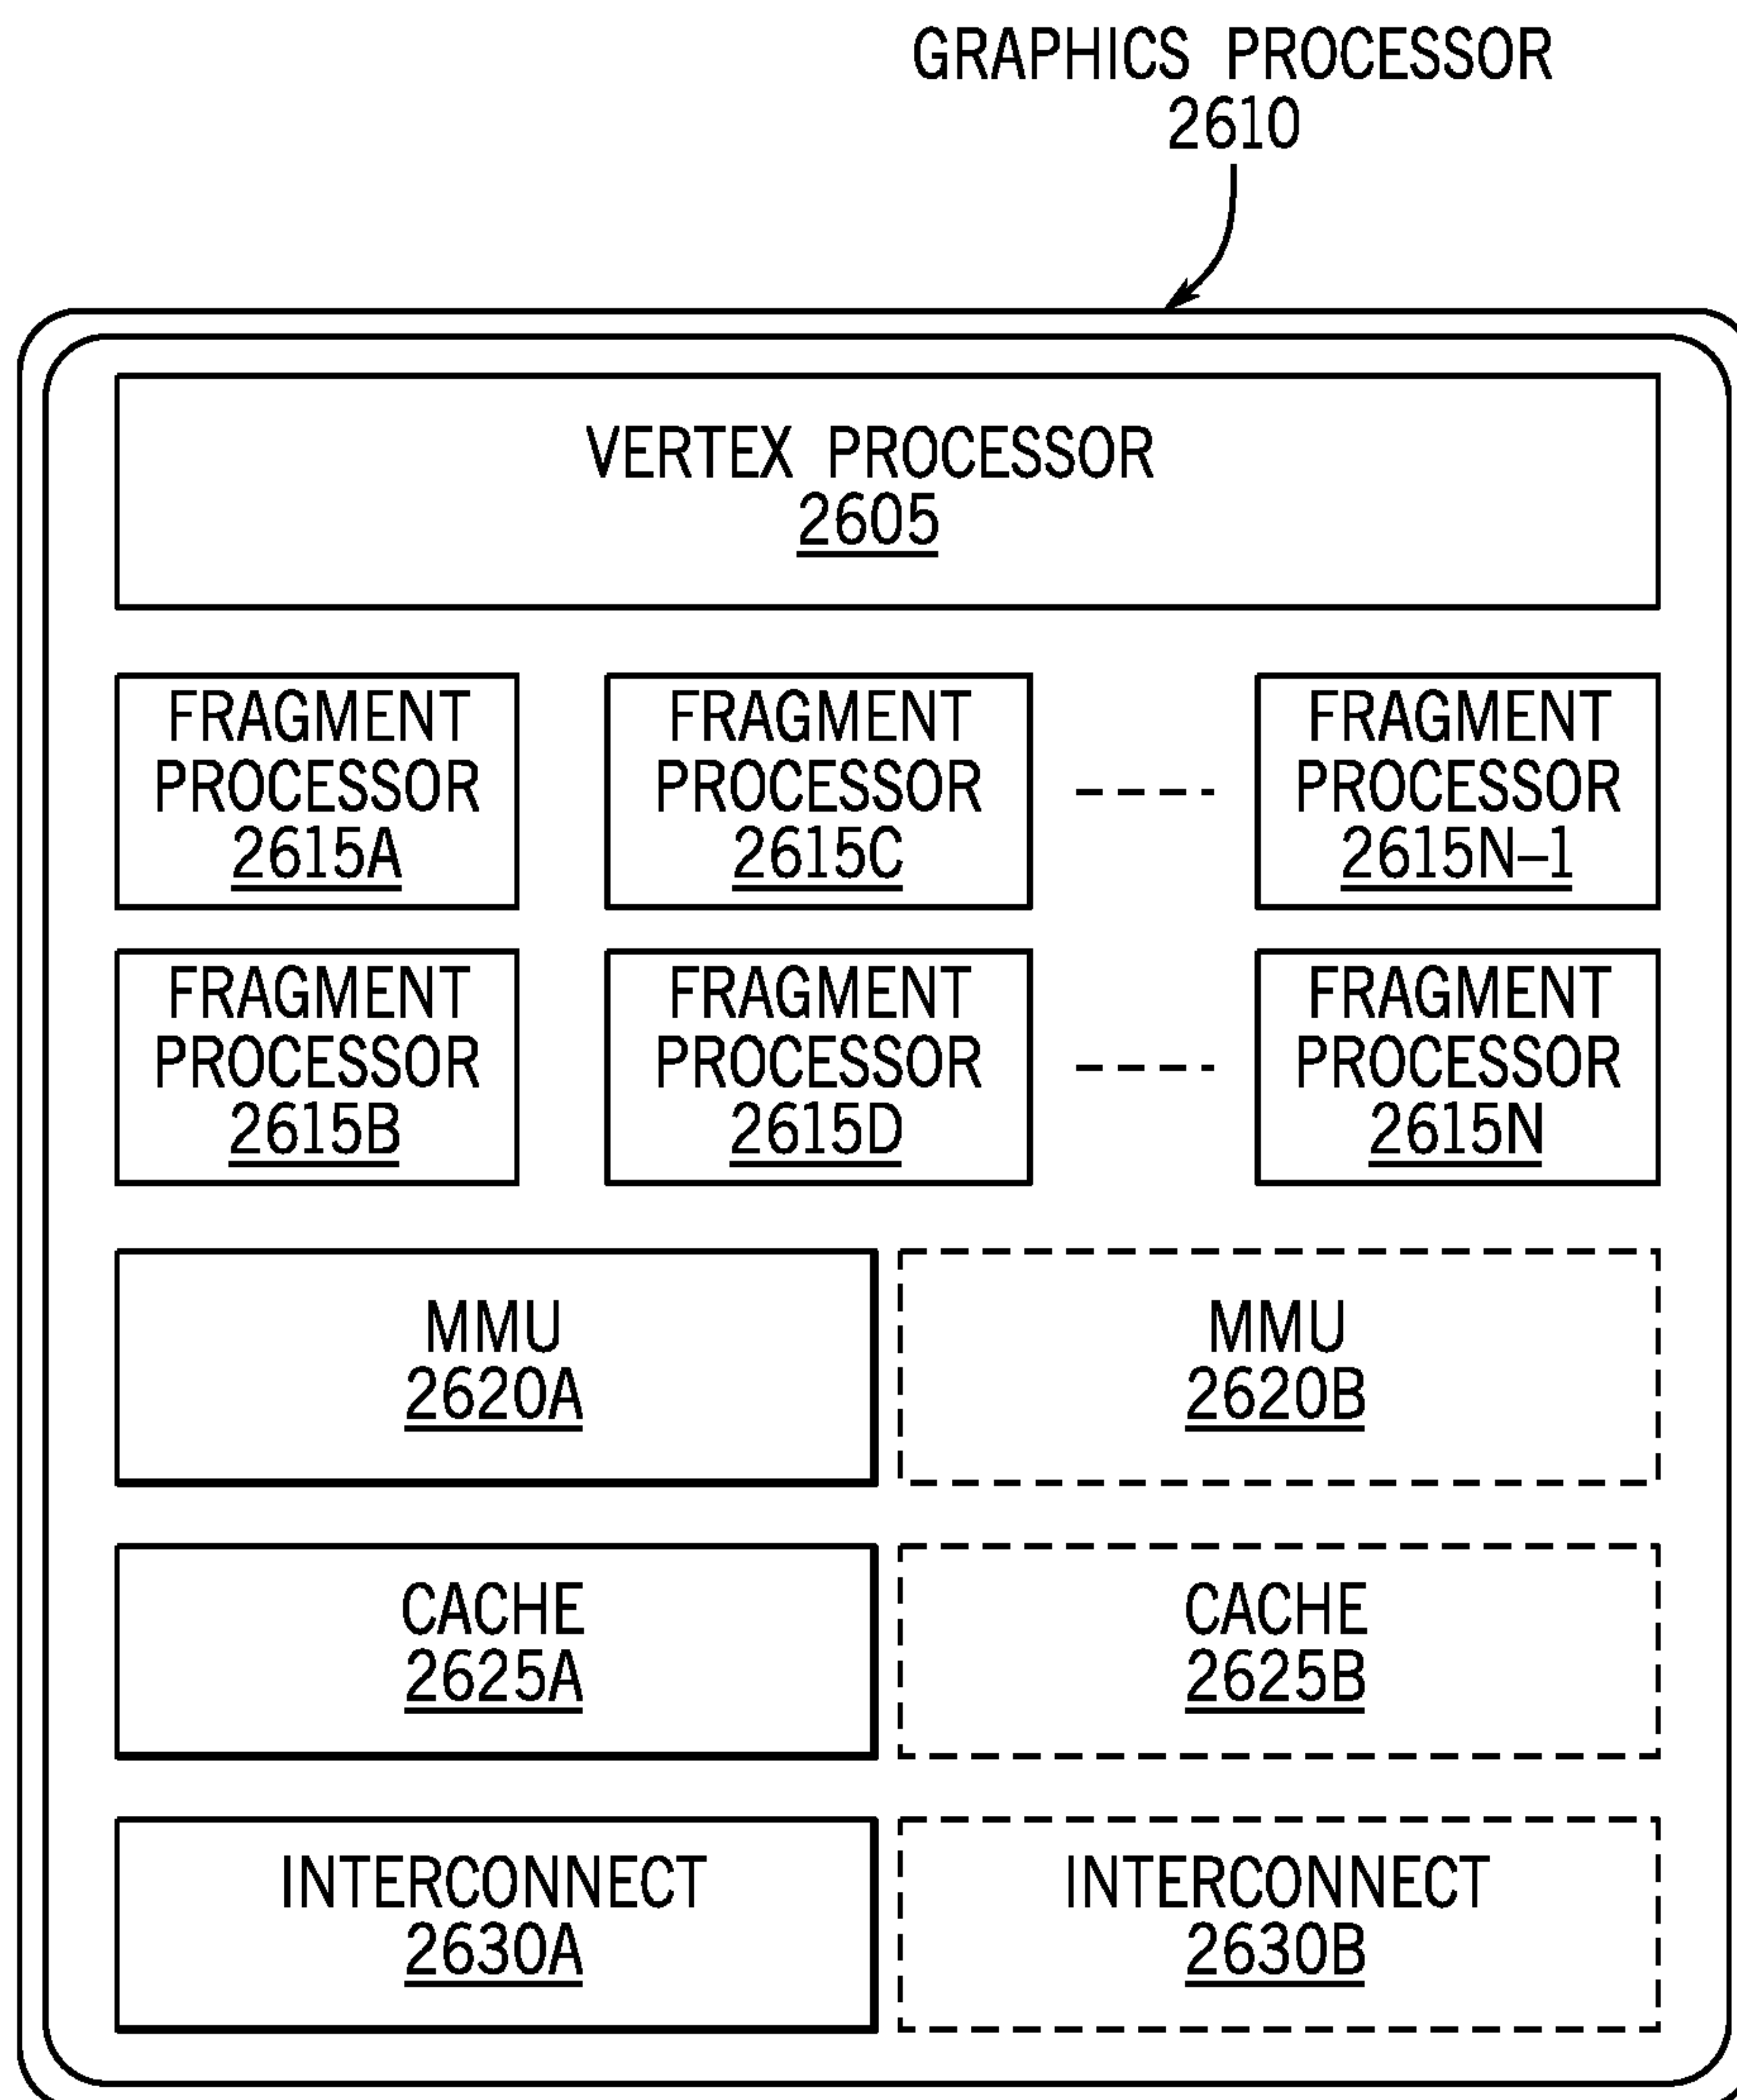 GRAPHICS PROCESSOR
2610
VERTEX PROCESSOR
2605
FRAGMENT
PROCESSOR
2615A
FRAGMENT
PROCESSOR
2615C
FRAGMENT
PROCESSOR
2615N–1
FRAGMENT
PROCESSOR
2615B
FRAGMENT
PROCESSOR
2615D
FRAGMENT
PROCESSOR
2615N
MMU
2620A
MMU
2620B
CACHE
2625A
CACHE
2625B
INTERCONNECT
2630A
INTERCONNECT
2630B